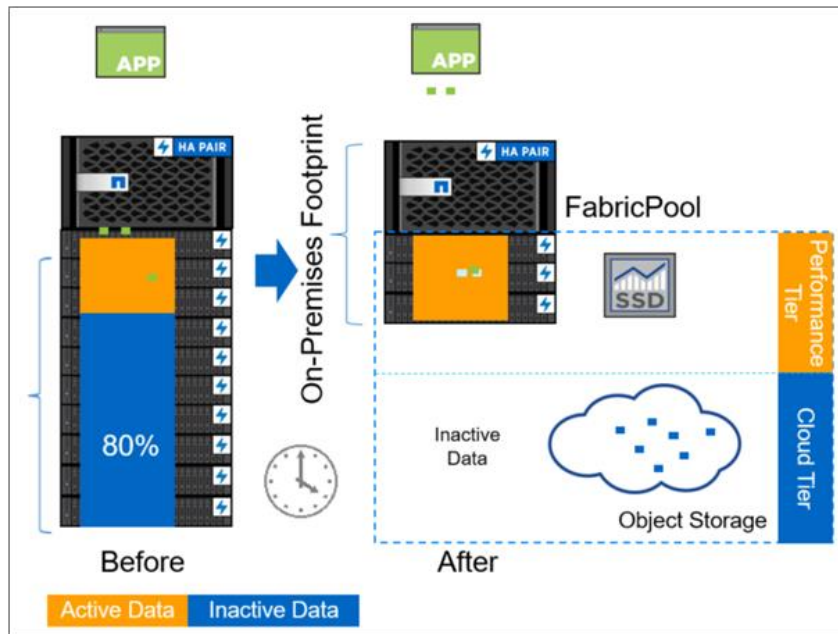 APP
HA PAIR
80%
Before
On-Premises Footprint
APP
HA PAIR
FabricPool
SSD
Performance
Tier
Inactive
Data
Object Storage
Cloud Tier
After
Active Data
Inactive Data